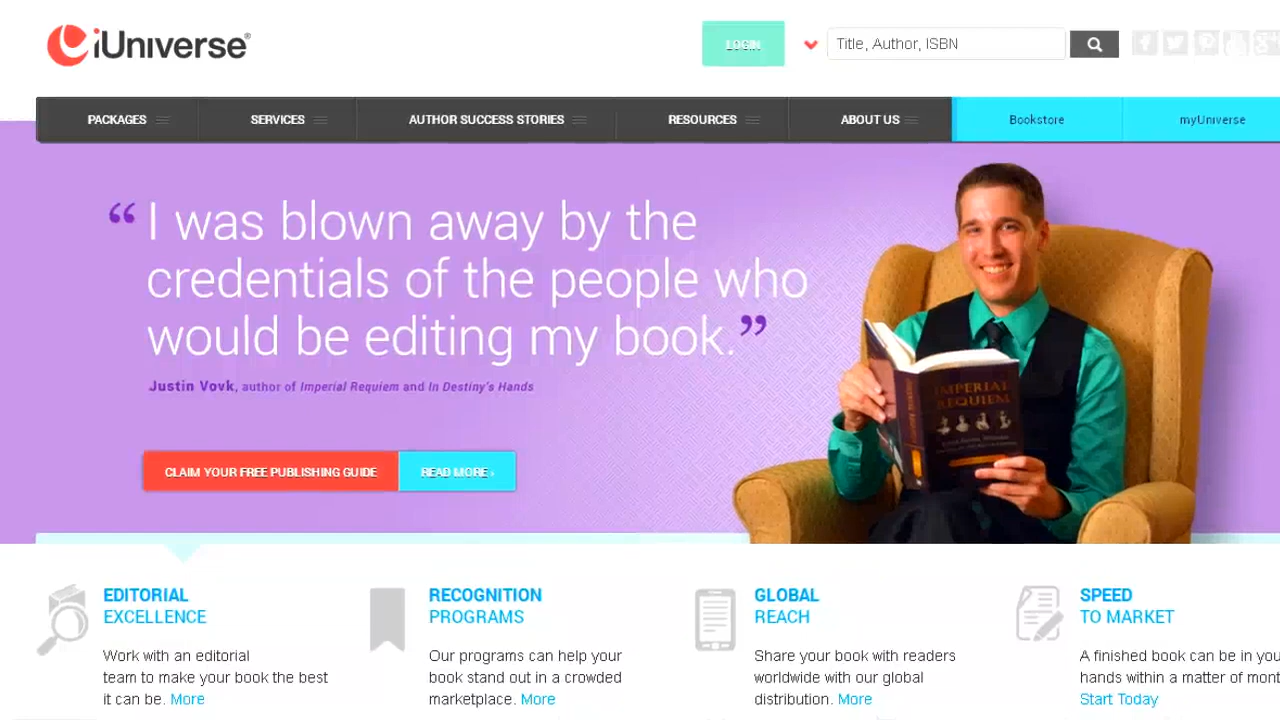 iUniverse®
LOGIN
Title, Author, ISBN
PACKAGES
SERVICES
AUTHOR SUCCESS STORIES
RESOURCES
ABOUT US
Bookstore
myUniverse
“I was blown away by the
credentials of the people who
would be editing my book.”
Justin Vovk, author of Imperial Requiem and In Destiny's Hands
IMPERIAL
REQUIEM
CLAIM YOUR FREE PUBLISHING GUIDE
READ MORE ›
EDITORIAL
EXCELLENCE
Work with an editorial
team to make your book the best
it can be. More
RECOGNITION
PROGRAMS
Our programs can help your
book stand out in a crowded
marketplace. More
GLOBAL
REACH
Share your book with readers
worldwide with our global
distribution. More
SPEED
TO MARKET
A finished book can be in you
hands within a matter of mont
Start Today